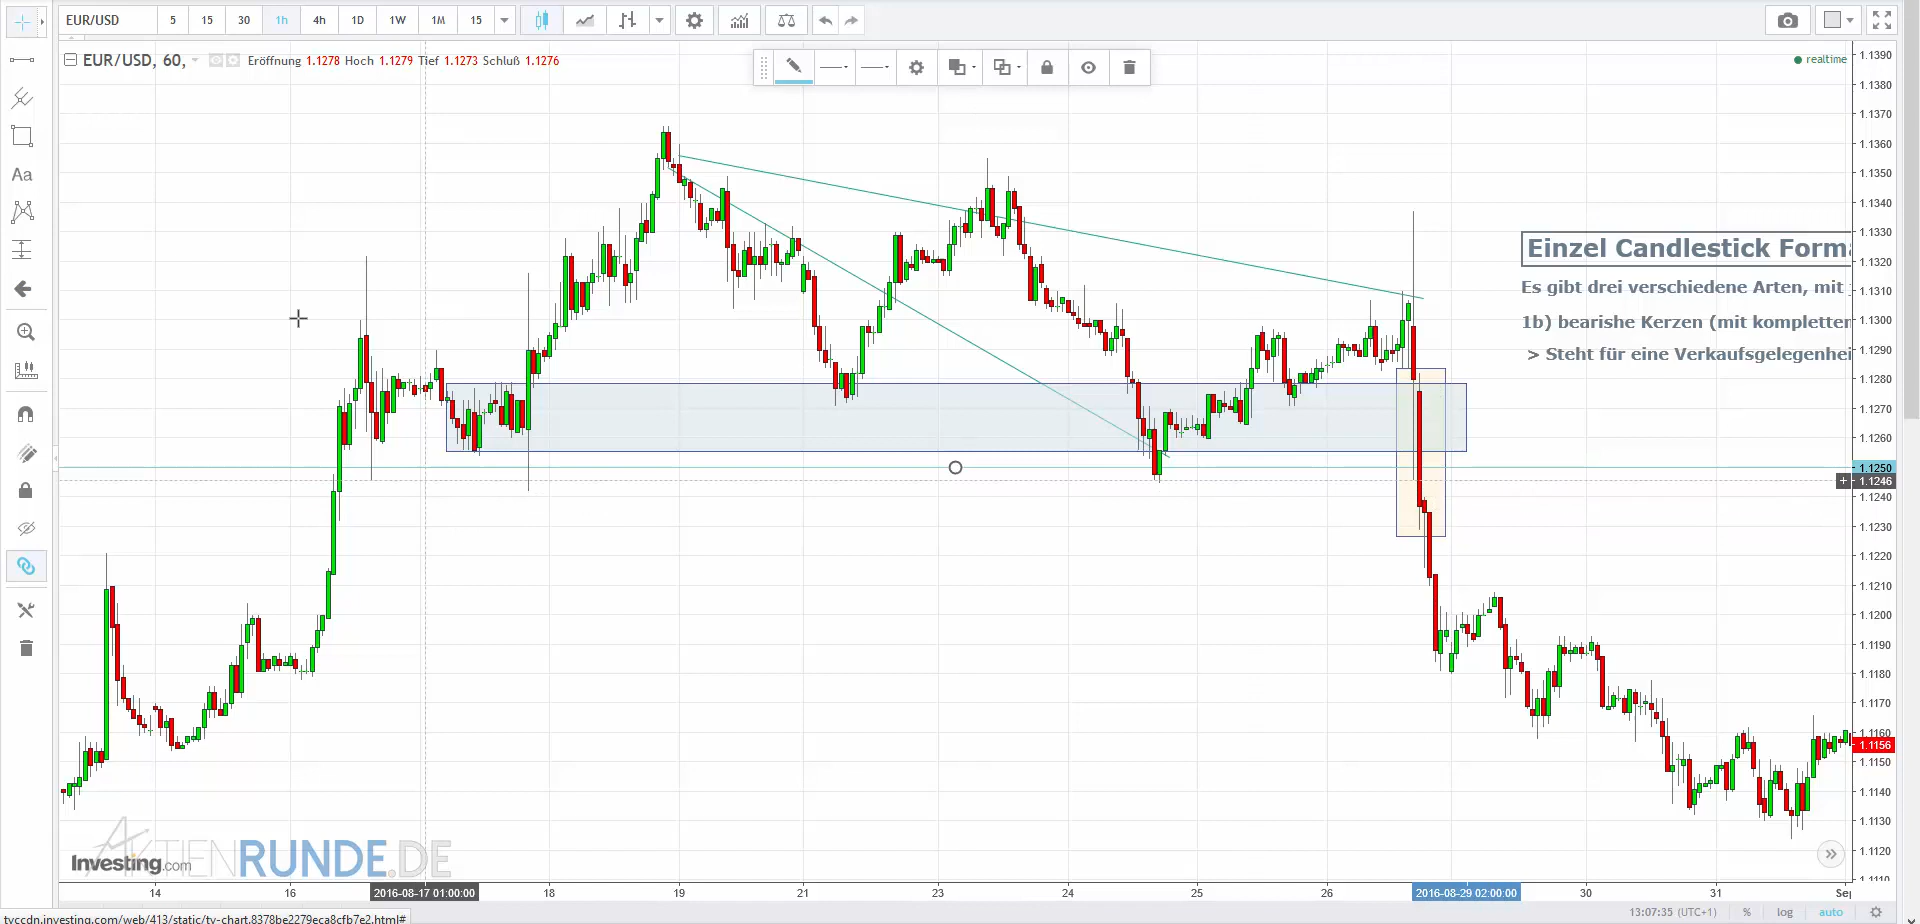 EUR/USD 5 15 30 1h 4h 1D 1W 1M 15
EUR/USD, 60, Eröffnung 1.1278 Hoch 1.1279 Tief 1.1273 Schluß 1.1276
realtime
Aa
Einzel Candlestick Form
Es gibt drei verschiedene Arten, mit
1b) bearishe Kerzen (mit kompletter
> Steht für eine Verkaufsgelegenhei
1.1390
1.1380
1.1370
1.1360
1.1350
1.1340
1.1330
1.1320
1.1310
1.1300
1.1290
1.1280
1.1270
1.1260
1.1250
+ 1.1246
1.1240
1.1230
1.1220
1.1210
1.1200
1.1190
1.1180
1.1170
1.1160
1.1156
1.1150
1.1140
1.1130
1.1120
1.1110
AKTIENRUNDE.DE
Investing.com
14 16 2016-08-17 01:00:00 18 19 21 23 24 25 26 2016-08-29 02:00:00 30 31 Sep
13:07:35 (UTC+1) % log auto
tvccdn.investing.com/web/413/static/tv-chart.8378be2279eca8cfb7e2.html#